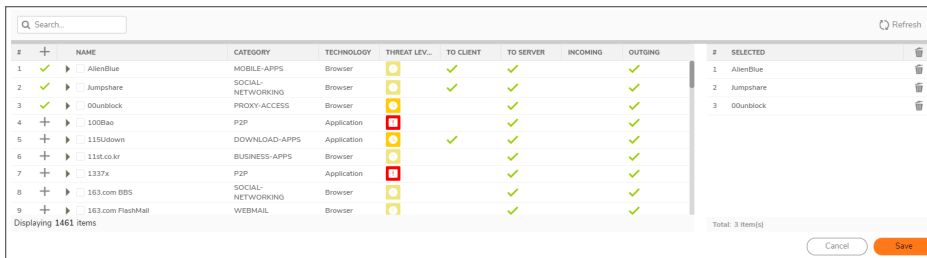 Search...
Refresh
# NAME CATEGORY TECHNOLOGY THREAT LEV... TO CLIENT TO SERVER INCOMING OUTGING # SELECTED
1 AlienBlue MOBILE-APPS Browser 1 AlienBlue
2 Jumpshare SOCIAL-NETWORKING Browser 2 Jumpshare
3 00unblock PROXY-ACCESS Browser 3 00unblock
4 100Bao P2P Application
5 115Udown DOWNLOAD-APPS Application
6 11st.co.kr BUSINESS-APPS Browser
7 1337x P2P Application
8 163.com BBS SOCIAL-NETWORKING Browser
9 163.com FlashMail WEBMAIL Browser
Displaying 1461 items
Total: 3 item(s)
Cancel Save